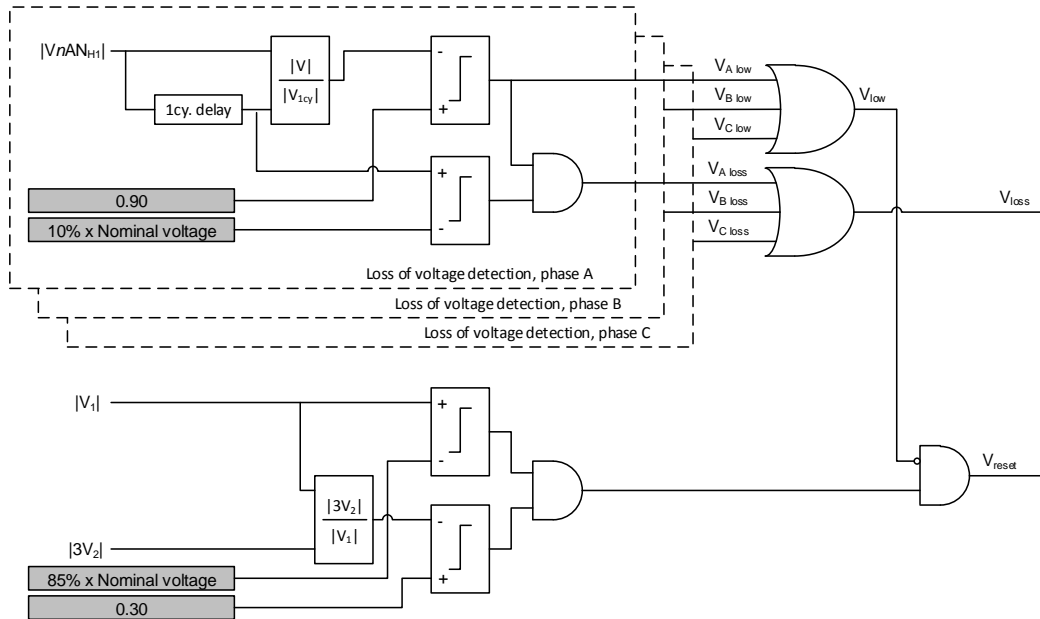 |VnANH1|
|V|
|V1cy|
1cy. delay
-
+
+
-
0.90
10% x Nominal voltage
Loss of voltage detection, phase A
Loss of voltage detection, phase B
Loss of voltage detection, phase C
VA low
VB low
VC low
Vlow
VA loss
VB loss
VC loss
Vloss
|V1|
+
-
|3V2|
|V1|
-
+
|3V2|
85% x Nominal voltage
0.30
Vreset